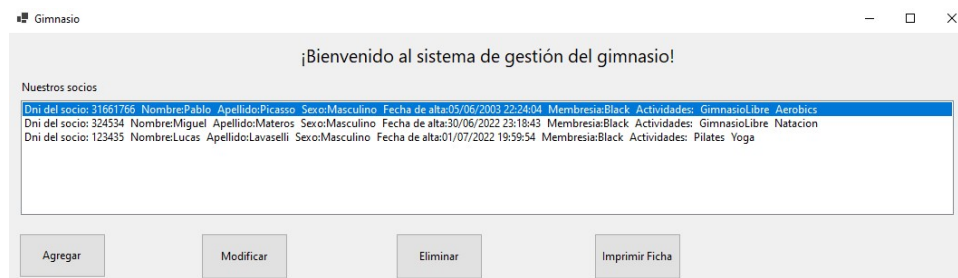 Gimnasio
¡Bienvenido al sistema de gestión del gimnasio!
Nuestros socios
Dni del socio: 31661766 Nombre:Pablo Apellido:Picasso Sexo:Masculino Fecha de alta:05/06/2003 22:24:04 Membresia:Black Actividades: GimnasioLibre Aerobics
Dni del socio: 324534 Nombre:Miguel Apellido:Materos Sexo:Masculino Fecha de alta:30/06/2022 23:18:43 Membresia:Black Actividades: GimnasioLibre Natacion
Dni del socio: 123435 Nombre:Lucas Apellido:Lavaselli Sexo:Masculino Fecha de alta:01/07/2022 19:59:54 Membresia:Black Actividades: Pilates Yoga
Agregar Modificar Eliminar Imprimir Ficha